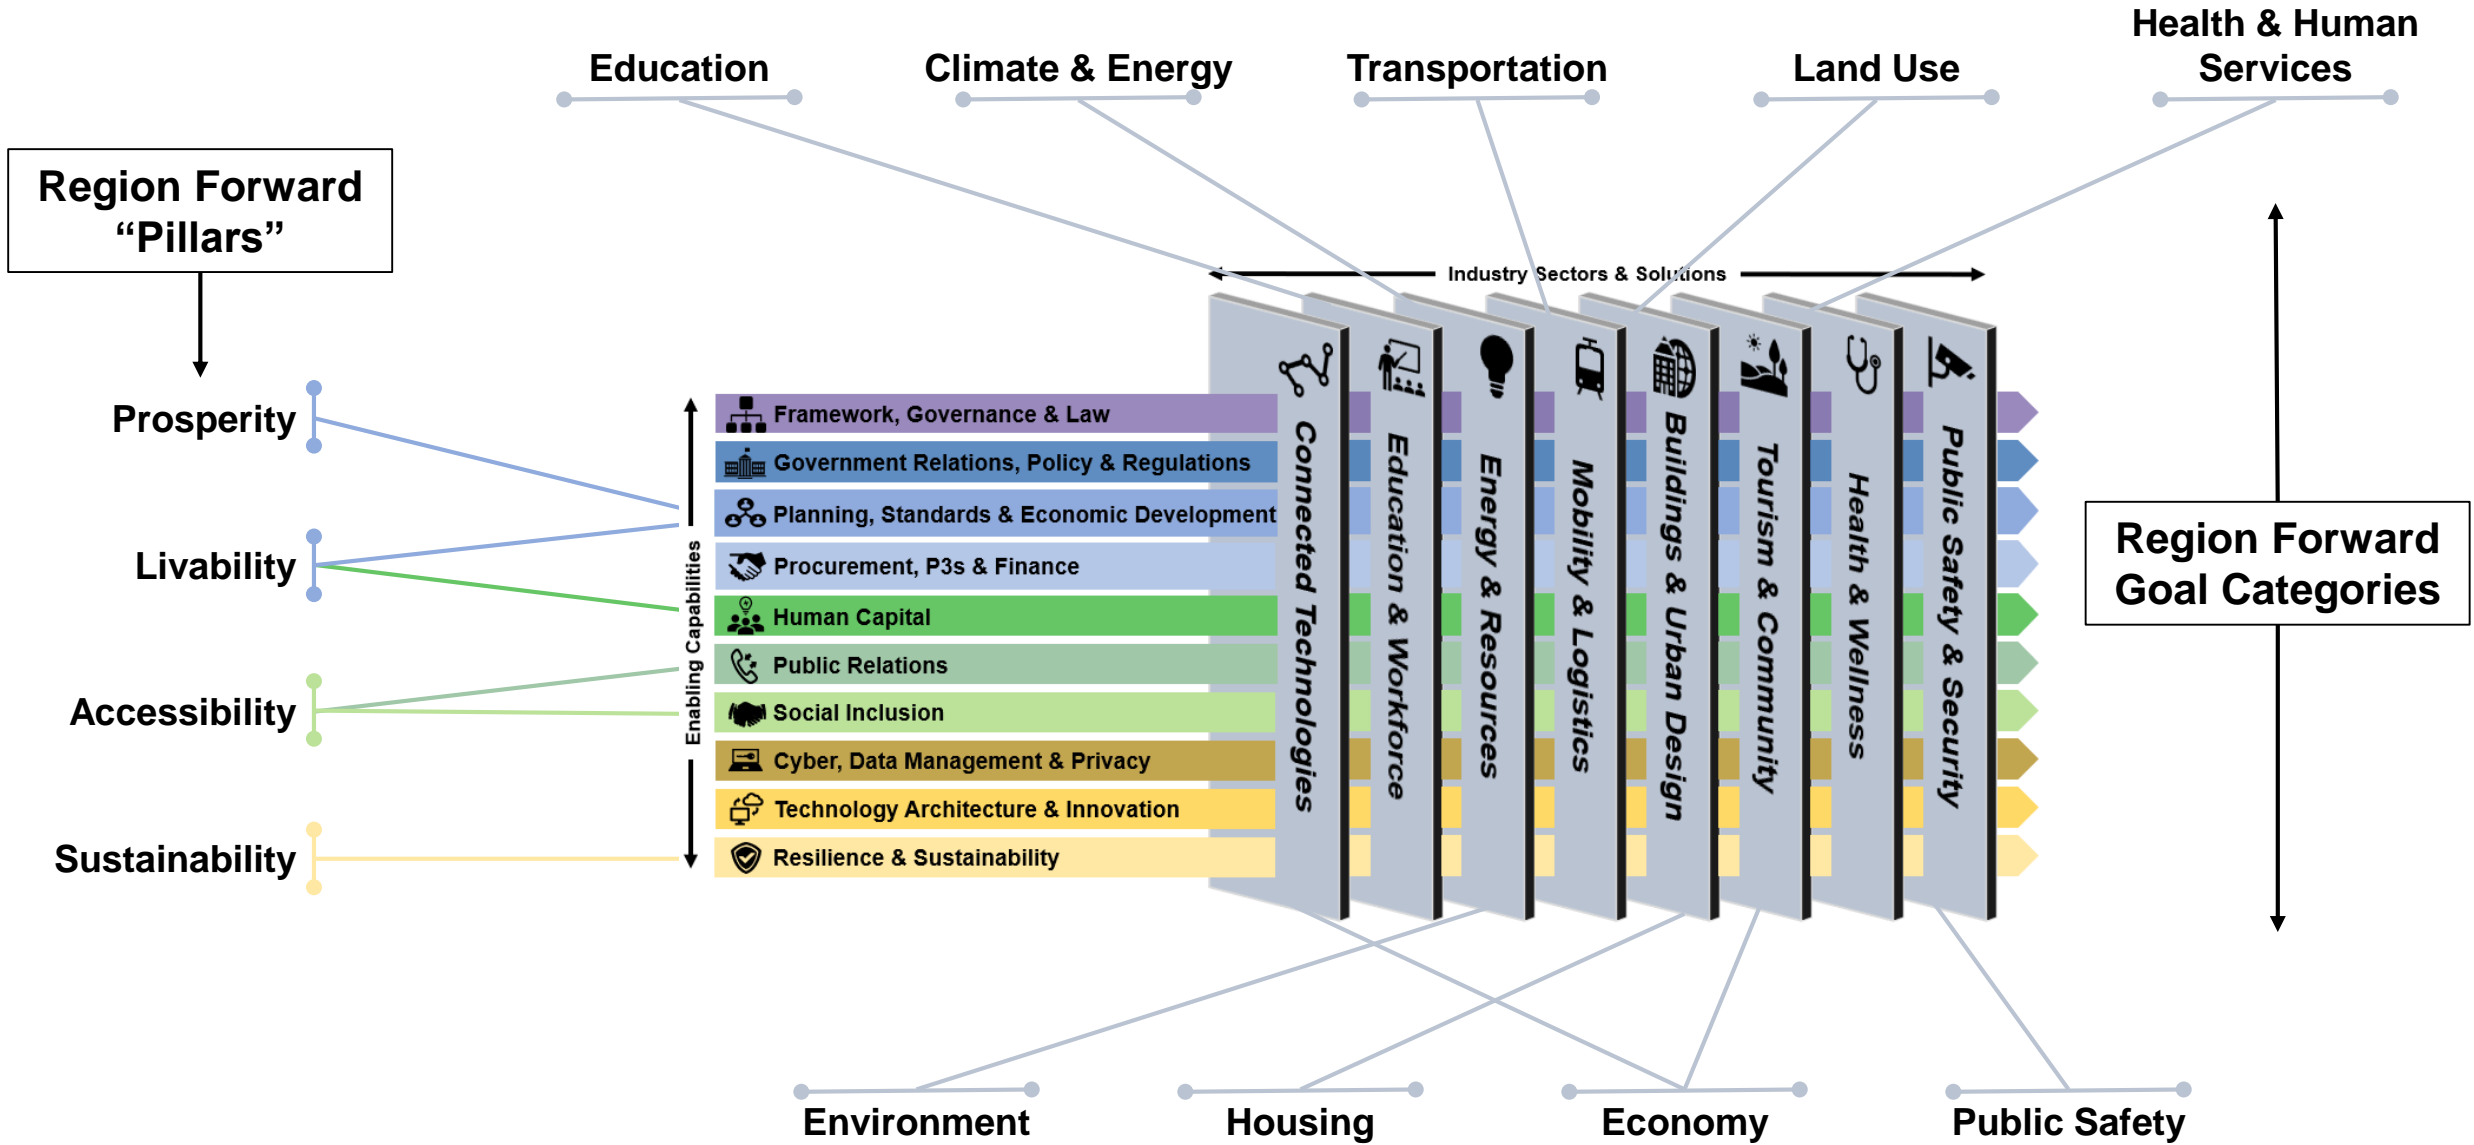 Health & Human
Services
Education
Climate & Energy
Transportation
Land Use
Region Forward
“Pillars”
Industry Sectors & Solutions
Prosperity
Livability
Accessibility
Sustainability
Enabling Capabilities
Framework, Governance & Law
Government Relations, Policy & Regulations
Planning, Standards & Economic Development
Procurement, P3s & Finance
Human Capital
Public Relations
Social Inclusion
Cyber, Data Management & Privacy
Technology Architecture & Innovation
Resilience & Sustainability
Connected Technologies
Education & Workforce
Energy & Resources
Mobility & Logistics
Buildings & Urban Design
Tourism & Community
Health & Wellness
Public Safety & Security
Region Forward
Goal Categories
Environment
Housing
Economy
Public Safety